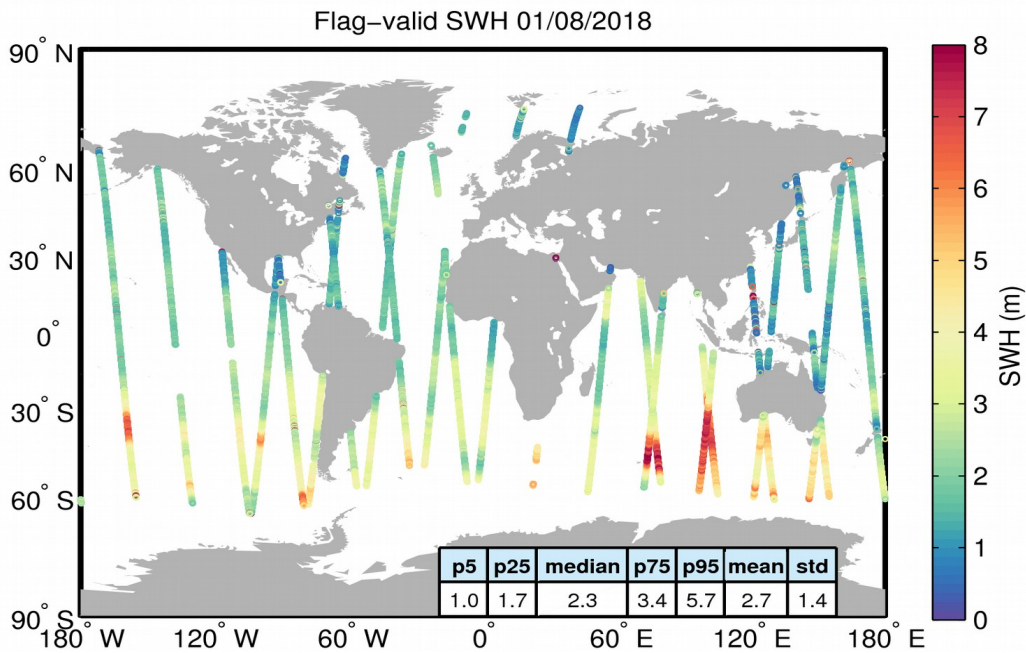 Flag−valid SWH 01/08/2018
90° N
60° N
30° N
0°
30° S
60° S
90° S
180° W
120° W
60° W
0°
60° E
120° E
180° E
p5 p25 median p75 p95 mean std
1.0 1.7 2.3 3.4 5.7 2.7 1.4
8
7
6
5
4
3
2
1
0
SWH (m)